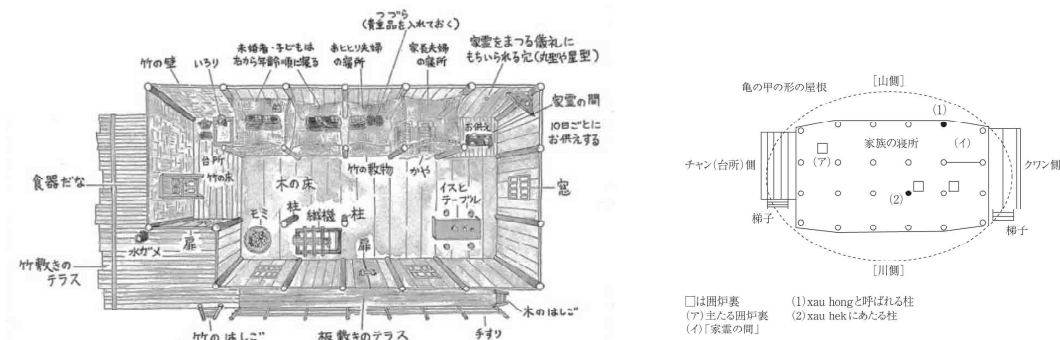 つづら
(貴重品を入れておく)
未婚者・子どもは
右から年齢順に寝る
あととり夫婦
の寝所
家長夫婦
の寝所
家霊をまつる儀礼に
もちいられる穴(丸型や星型)
竹の壁
いろり
家霊の間
お供え
10日ごとに
お供えする
台所
竹の床
食器だな
木の床
竹の敷物
かや
窓
イスと
テーブル
柱
機棧
柱
モミ
扉
扉
水ガメ
竹敷きの
テラス
竹のはしご
板敷きのテラス
手すり
木のはしご
亀の甲の形の屋根
[山側]
(1)
家族の寝所
(イ)
(ア)
チャン(台所)側
クワン側
(2)
梯子
梯子
[川側]
□は囲炉裏
(1)xau hongと呼ばれる柱
(ア)主たる囲炉裏
(2)xau hekにあたる柱
(イ)「家霊の間」